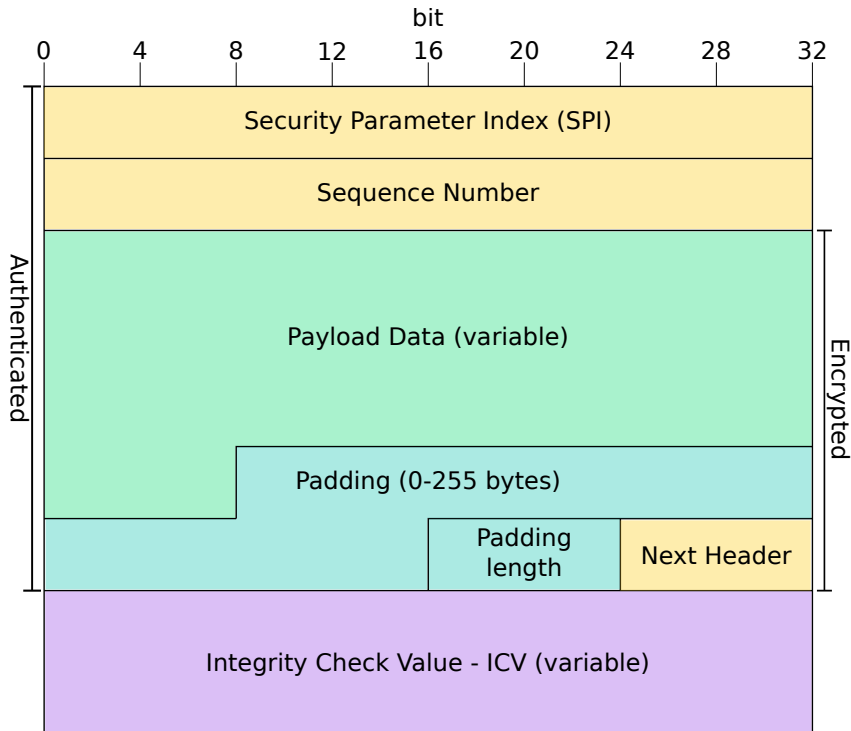 bit
0 4 8 12 16 20 24 28 32
Security Parameter Index (SPI)
Sequence Number
Authenticated
Payload Data (variable)
Encrypted
Padding (0-255 bytes)
Padding
length
Next Header
Integrity Check Value - ICV (variable)